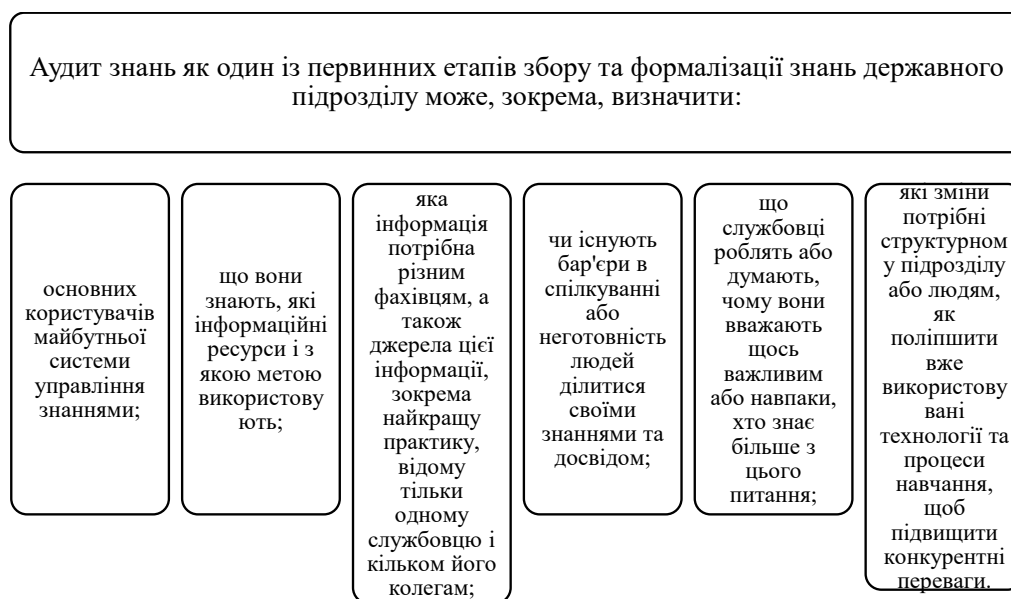 Аудит знань як один із первинних етапів збору та формалізації знань державного
підрозділу може, зокрема, визначити:
основних
користувачів
майбутньої
системи
управління
знаннями;
що вони
знають, які
інформаційні
ресурси і з
якою метою
використову
ють;
яка
інформація
потрібна
різним
фахівцям, а
також
джерела цієї
інформації,
зокрема
найкращу
практику,
відому
тільки
одному
службовцю і
кільком його
колегам;
чи існують
бар'єри в
спілкуванні
або
неготовність
людей
ділитися
своїми
знаннями та
досвідом;
що
службовці
роблять або
думають,
чому вони
вважають
щось
важливим
або навпаки,
хто знає
більше з
цього
питання;
які зміни
потрібні
структурном
у підрозділу
або людям,
як
поліпшити
вже
використову
вані
технології та
процеси
навчання,
щоб
підвищити
конкурентні
переваги.